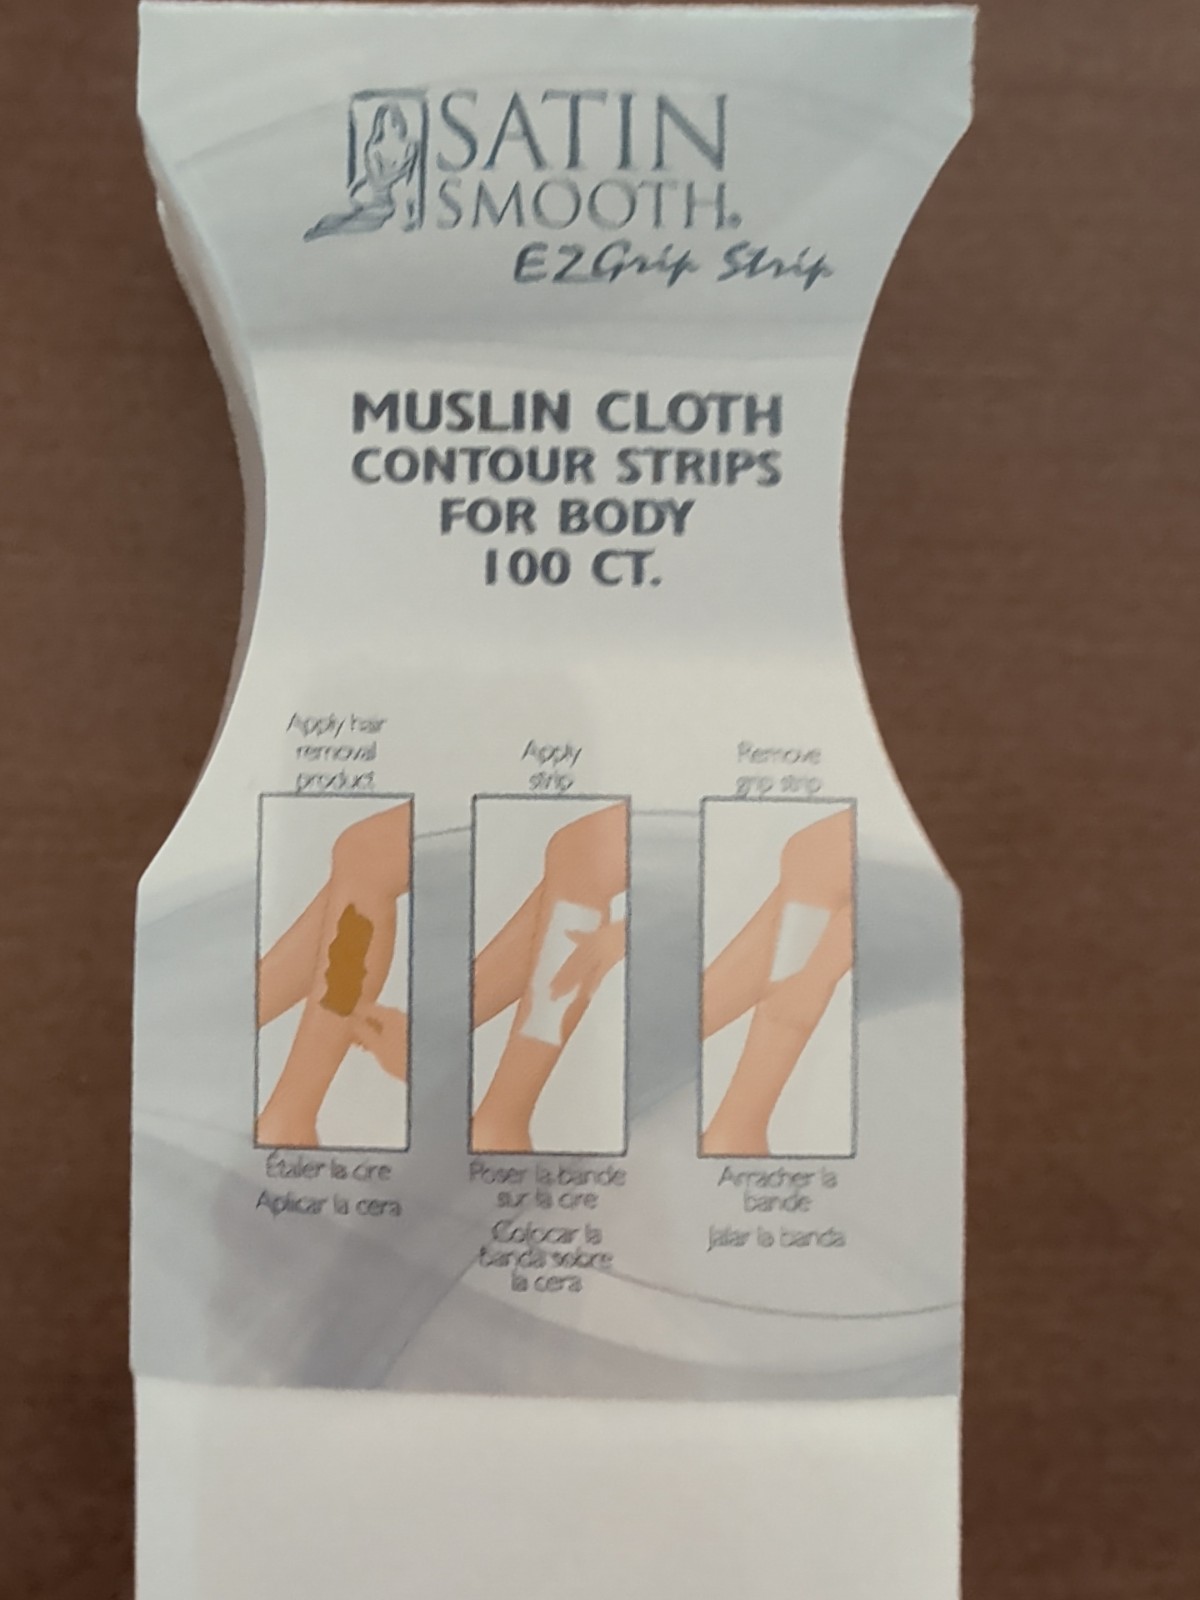 SATIN
SMOOTH.
EZGrip Strip
MUSLIN CLOTH
CONTOUR STRIPS
FOR BODY
100 CT.
Apply hair
removal
product
Apply
strip
Remove
grip strip
Étaler la cire
Aplicar la cera
Poser la bande
sur la cire
Colocar la
banda sobre
la cera
Arracher la
bande
Jalar la banda